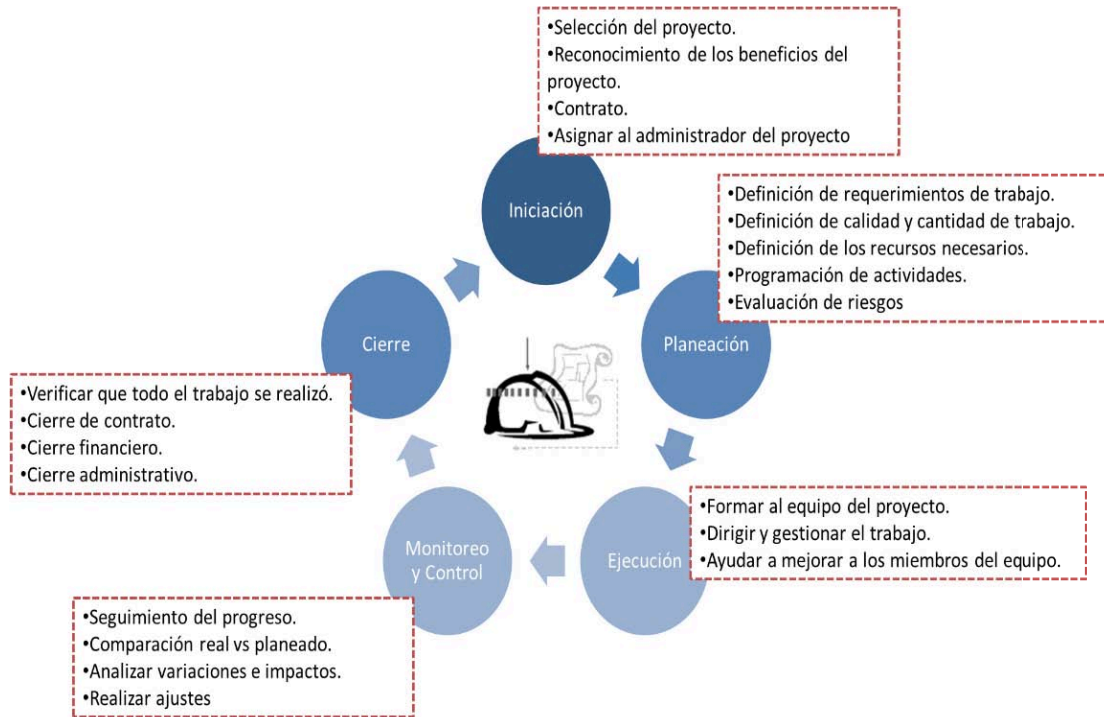 •Selección del proyecto.
•Reconocimiento de los beneficios del
proyecto.
•Contrato.
•Asignar al administrador del proyecto
Iniciación
•Definición de requerimientos de trabajo.
•Definición de calidad y cantidad de trabajo.
•Definición de los recursos necesarios.
•Programación de actividades.
•Evaluación de riesgos
Planeación
•Formar al equipo del proyecto.
•Dirigir y gestionar el trabajo.
•Ayudar a mejorar a los miembros del equipo.
Ejecución
Monitoreo
y Control
•Seguimiento del progreso.
•Comparación real vs planeado.
•Analizar variaciones e impactos.
•Realizar ajustes
Cierre
•Verificar que todo el trabajo se realizó.
•Cierre de contrato.
•Cierre financiero.
•Cierre administrativo.